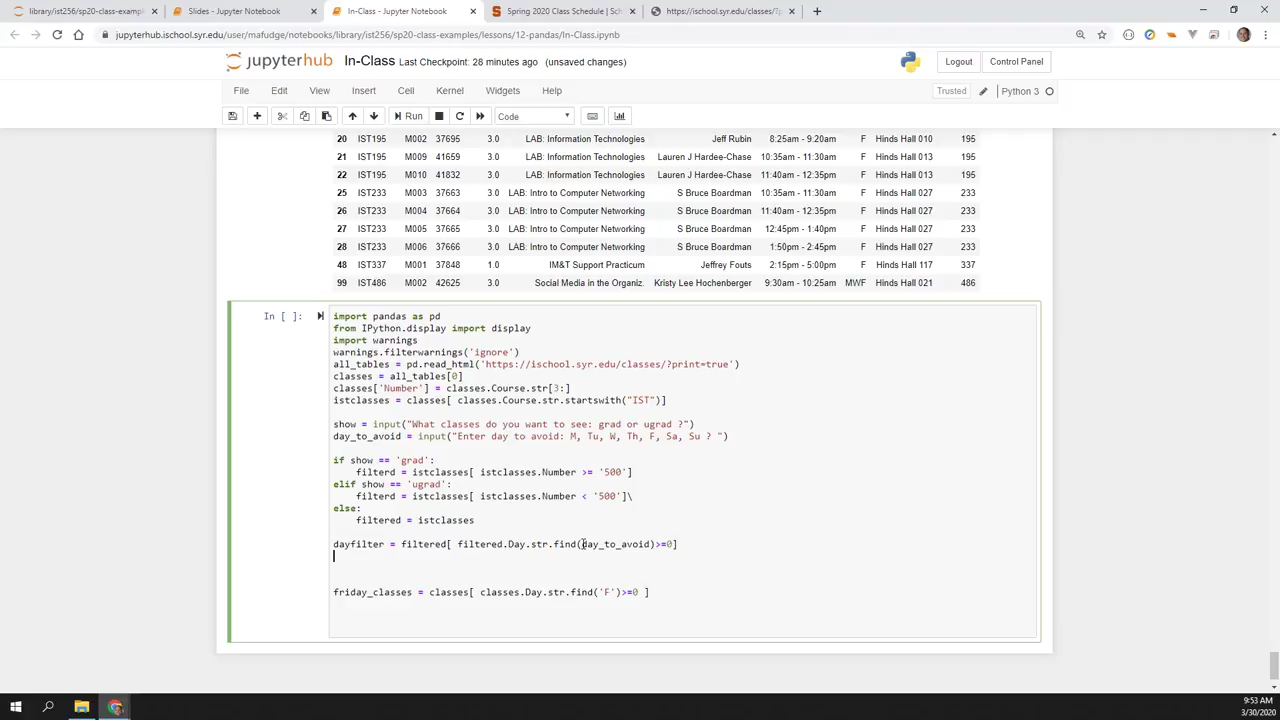 library/ist256/sp20-class-exampl
Slides - Jupyter Notebook
In-Class - Jupyter Notebook
Spring 2020 Class Schedule | Sch
https://ischool.syr.edu/classes/?p
jupyterhub.ischool.syr.edu/user/mafudge/notebooks/library/ist256/sp20-class-examples/lessons/12-pandas/In-Class.ipynb
jupyterhub In-Class Last Checkpoint: 28 minutes ago (unsaved changes) Logout Control Panel
File Edit View Insert Cell Kernel Widgets Help Trusted Python 3
Run Code
20 IST195 M002 37695 3.0 LAB: Information Technologies Jeff Rubin 8:25am - 9:20am F Hinds Hall 010 195
21 IST195 M009 41659 3.0 LAB: Information Technologies Lauren J Hardee-Chase 10:35am - 11:30am F Hinds Hall 013 195
22 IST195 M010 41832 3.0 LAB: Information Technologies Lauren J Hardee-Chase 11:40am - 12:35pm F Hinds Hall 013 195
25 IST233 M003 37663 3.0 LAB: Intro to Computer Networking S Bruce Boardman 10:35am - 11:30am F Hinds Hall 027 233
26 IST233 M004 37664 3.0 LAB: Intro to Computer Networking S Bruce Boardman 11:40am - 12:35pm F Hinds Hall 027 233
27 IST233 M005 37665 3.0 LAB: Intro to Computer Networking S Bruce Boardman 12:45pm - 1:40pm F Hinds Hall 027 233
28 IST233 M006 37666 3.0 LAB: Intro to Computer Networking S Bruce Boardman 1:50pm - 2:45pm F Hinds Hall 027 233
48 IST337 M001 37848 1.0 IM&T Support Practicum Jeffrey Fouts 2:15pm - 5:00pm F Hinds Hall 117 337
99 IST486 M002 42625 3.0 Social Media in the Organiz. Kristy Lee Hochenberger 9:30am - 10:25am MWF Hinds Hall 021 486
In [ ]:
import pandas as pd
from IPython.display import display
import warnings
warnings.filterwarnings('ignore')
all_tables = pd.read_html('https://ischool.syr.edu/classes/?print=true')
classes = all_tables[0]
classes['Number'] = classes.Course.str[3:]
istclasses = classes[ classes.Course.str.startswith("IST")]
show = input("What classes do you want to see: grad or ugrad ?")
day_to_avoid = input("Enter day to avoid: M, Tu, W, Th, F, Sa, Su ? ")
if show == 'grad':
filterd = istclasses[ istclasses.Number >= '500']
elif show == 'ugrad':
filterd = istclasses[ istclasses.Number < '500']\
else:
filtered = istclasses
dayfilter = filtered[ filtered.Day.str.find(day_to_avoid)>=0]
friday_classes = classes[ classes.Day.str.find('F')>=0 ]
9:53 AM
3/30/2020